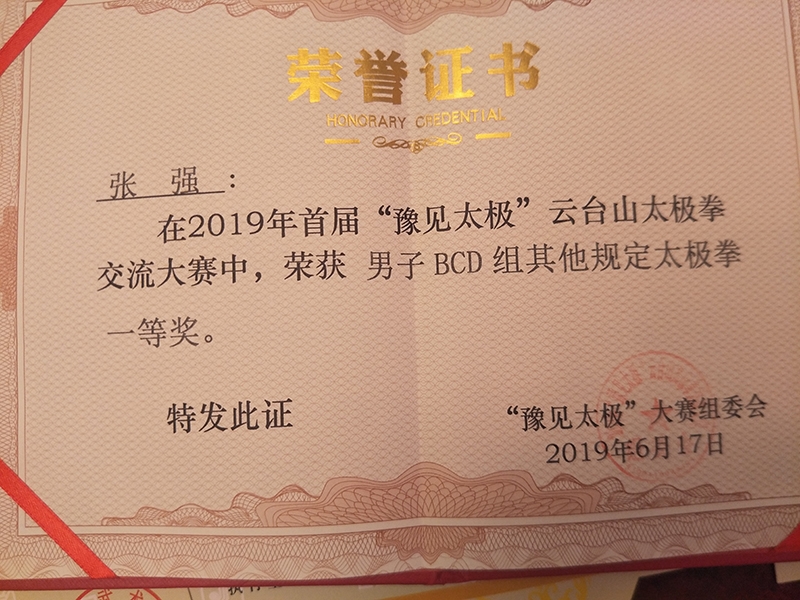 荣誉证书
HONORARY CREDENTIAL
张 强：
在2019年首届“豫见太极”云台山太极拳
交流大赛中，荣获 男子 BCD 组其他规定太极拳
一等奖。
特发此证
“豫见太极”大赛组委会
2019年6月17日